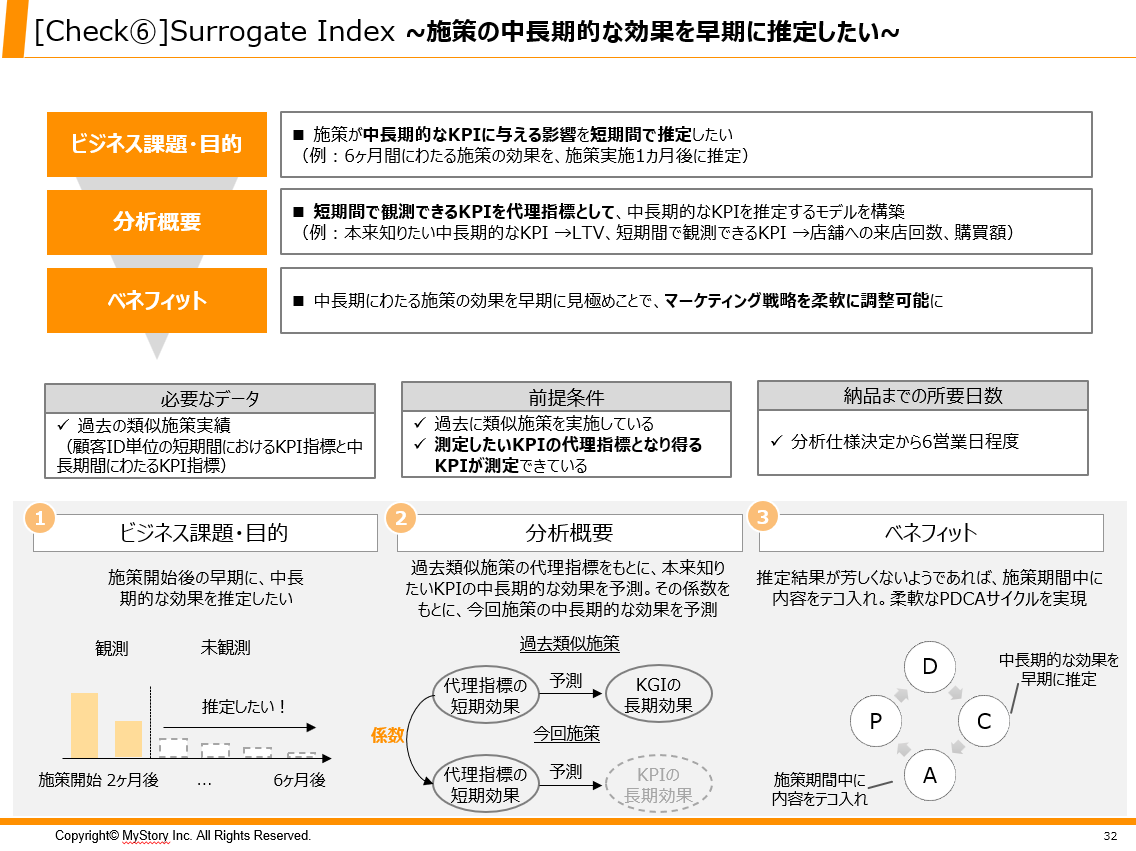 [Check⑥]Surrogate Index ~施策の中長期的な効果を早期に推定したい~
ビジネス課題・目的
■ 施策が中長期的なKPIに与える影響を短期間で推定したい
（例：6ヶ月間にわたる施策の効果を、施策実施1カ月後に推定）
分析概要
■ 短期間で観測できるKPIを代理指標として、中長期的なKPIを推定するモデルを構築
（例：本来知りたい中長期的なKPI →LTV、短期間で観測できるKPI →店舗への来店回数、購買額）
ベネフィット
■ 中長期にわたる施策の効果を早期に見極めことで、マーケティング戦略を柔軟に調整可能に
必要なデータ
✓ 過去の類似施策実績
（顧客ID単位の短期間におけるKPI指標と中
長期間にわたるKPI指標）
前提条件
✓ 過去に類似施策を実施している
✓ 測定したいKPIの代理指標となり得る
KPIが測定できている
納品までの所要日数
✓ 分析仕様決定から6営業日程度
1
ビジネス課題・目的
施策開始後の早期に、中長
期的な効果を推定したい
観測
未観測
推定したい！
施策開始 2ヶ月後 … 6ヶ月後
2
分析概要
過去類似施策の代理指標をもとに、本来知り
たいKPIの中長期的な効果を予測。その係数を
もとに、今回施策の中長期的な効果を予測
過去類似施策
代理指標の
短期効果
予測
KGIの
長期効果
係数
今回施策
代理指標の
短期効果
予測
KPIの
長期効果
3
ベネフィット
推定結果が芳しくないようであれば、施策期間中に
内容をテコ入れ。柔軟なPDCAサイクルを実現
D
中長期的な効果を
早期に推定
P
C
A
施策期間中に
内容をテコ入れ
Copyright© MyStory Inc. All Rights Reserved.
32